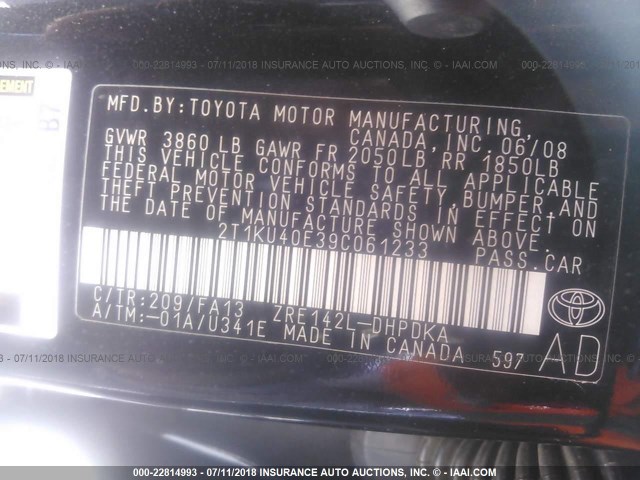 000-22814993 - 07/11/2018 INSURANCE AUTO AUCTIONS, INC. - © IAAI.COM
MFD.BY:TOYOTA MOTOR MANUFACTURING,
CANADA,INC. 06/08
GVWR 3860 LB GAWR FR 2050LB RR 1850LB
THIS VEHICLE CONFORMS TO ALL APPLICABLE
FEDERAL MOTOR VEHICLE SAFETY,BUMPER,AND
THEFT PREVENTION STANDARDS IN EFFECT ON
THE DATE OF MANUFACTURE SHOWN ABOVE.
2T1KU40E39C061233 PASS.CAR
C/TR:209/FA13 ZRE142L-DHPDKA
A/TM:-01A/U341E MADE IN CANADA 597
AD
000-22814993 - 07/11/2018 INSURANCE AUTO AUCTIONS, INC. - © IAAI.COM